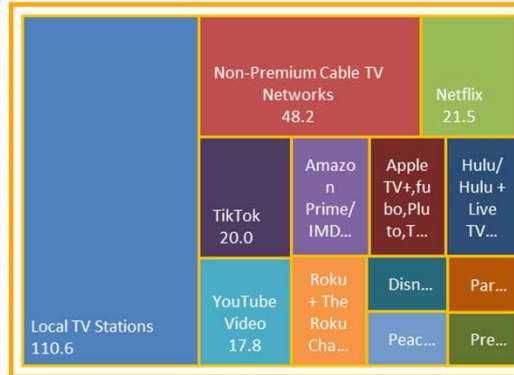 Non-Premium Cable TV
Networks
48.2
Netflix
21.5
TikTok
20.0
Amazo
n
Prime/
IMD...
Apple
TV+,fu
bo,Plu
to,T...
Hulu/
Hulu +
Live
TV...
Local TV Stations
110.6
YouTube
Video
17.8
Roku
+ The
Roku
Cha...
Disn...
Par...
Peac...
Pre...